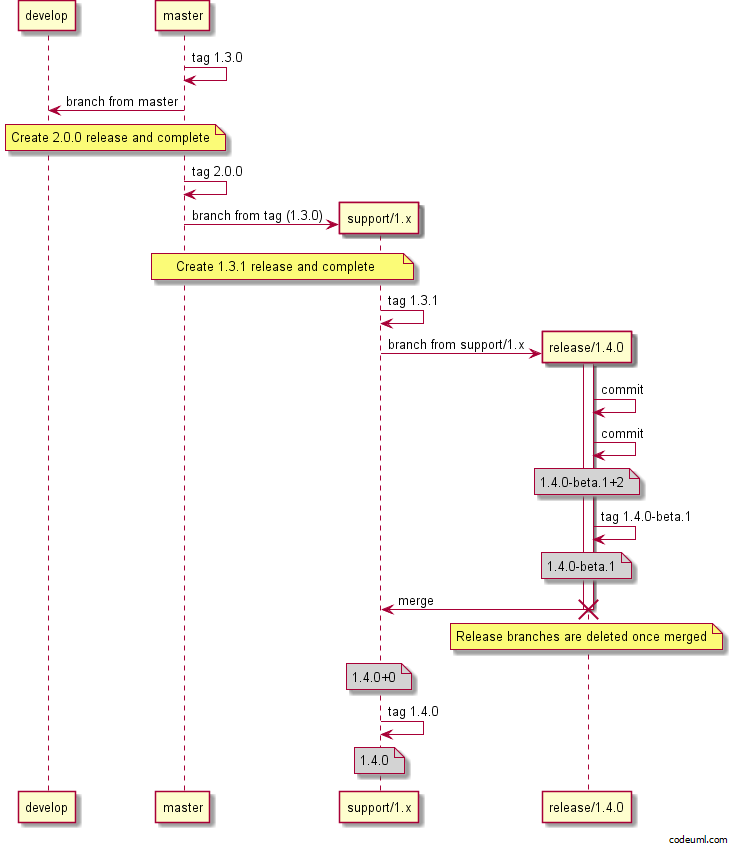 develop
master
tag 1.3.0
branch from master
Create 2.0.0 release and complete
tag 2.0.0
branch from tag (1.3.0)
support/1.x
Create 1.3.1 release and complete
tag 1.3.1
branch from support/1.x
release/1.4.0
commit
commit
1.4.0-beta.1+2
tag 1.4.0-beta.1
1.4.0-beta.1
merge
Release branches are deleted once merged
1.4.0+0
tag 1.4.0
1.4.0
develop
master
support/1.x
release/1.4.0
codeuml.com